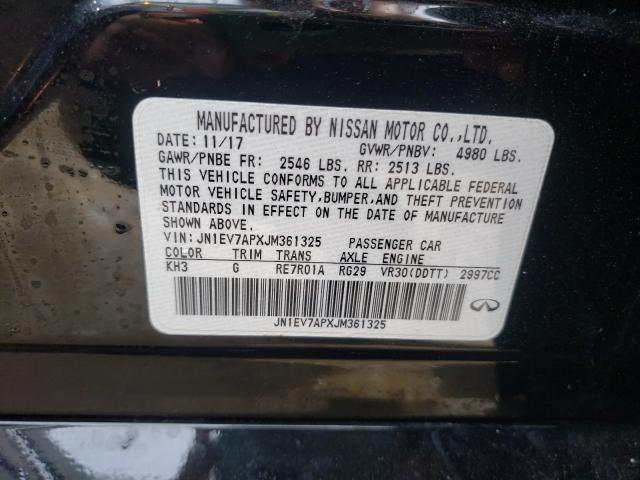 MANUFACTURED BY NISSAN MOTOR CO.,LTD.
DATE: 11/17 GVWR/PNBV: 4980 LBS.
GAWR/PNBE FR: 2546 LBS. RR: 2513 LBS.
THIS VEHICLE CONFORMS TO ALL APPLICABLE FEDERAL
MOTOR VEHICLE SAFETY,BUMPER,AND THEFT PREVENTION
STANDARDS IN EFFECT ON THE DATE OF MANUFACTURE
SHOWN ABOVE.
VIN: JN1EV7APXJM361325 PASSENGER CAR
COLOR TRIM TRANS AXLE ENGINE
KH3 G RE7R01A RG29 VR30(DDTT) 2997CC
JN1EV7APXJM361325